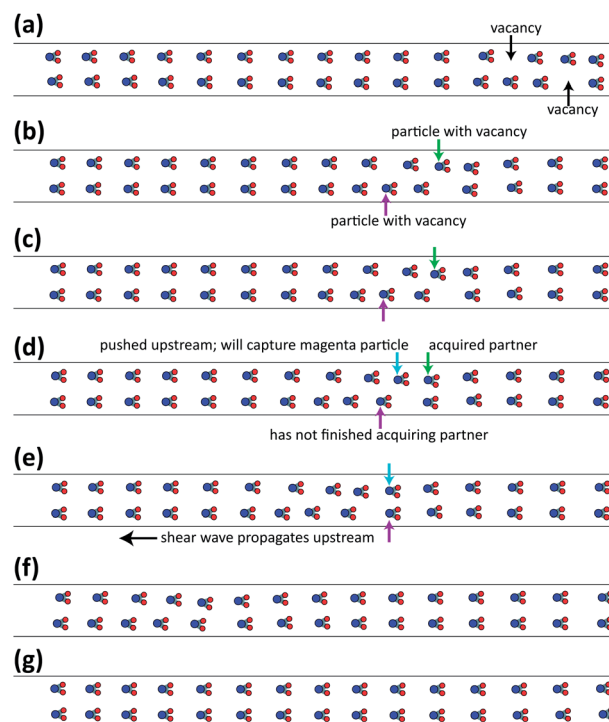 (a)
vacancy
vacancy
(b)
particle with vacancy
particle with vacancy
(c)
(d)
pushed upstream; will capture magenta particle
acquired partner
has not finished acquiring partner
(e)
shear wave propagates upstream
(f)
(g)